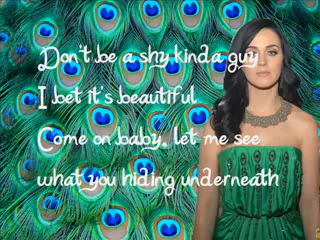 Don't be a shy kinda guy
I bet it's beautiful
Come on baby, let me see
what you hiding underneath